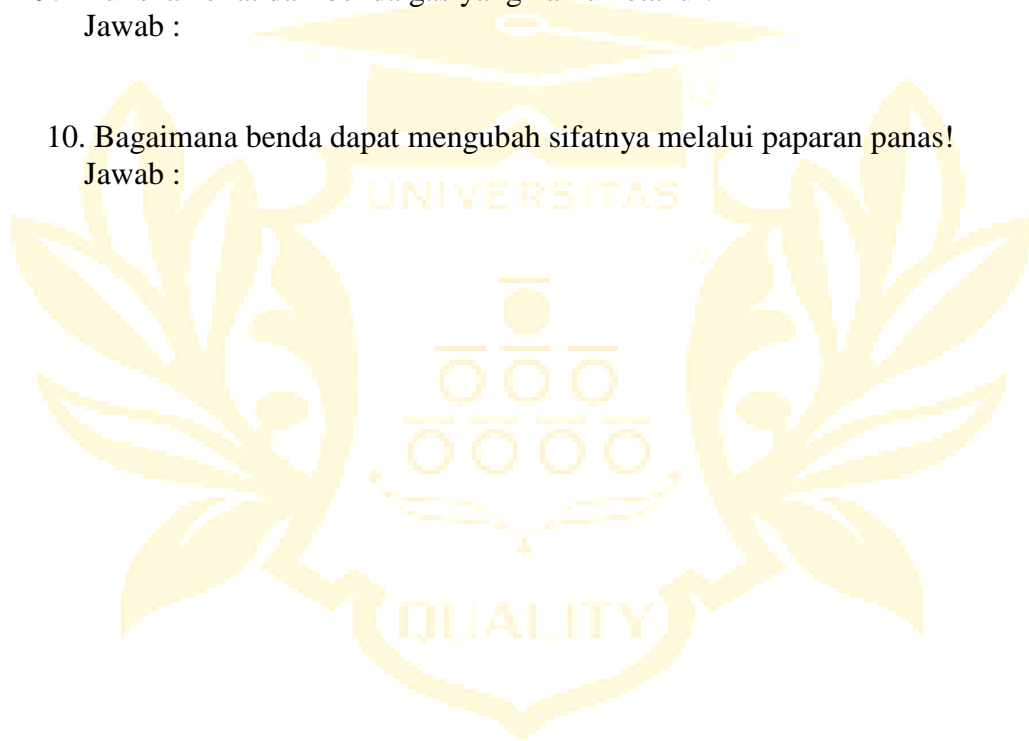 Jawab :
10. Bagaimana benda dapat mengubah sifatnya melalui paparan panas!
Jawab :
UNIVERSITAS
QUALITY